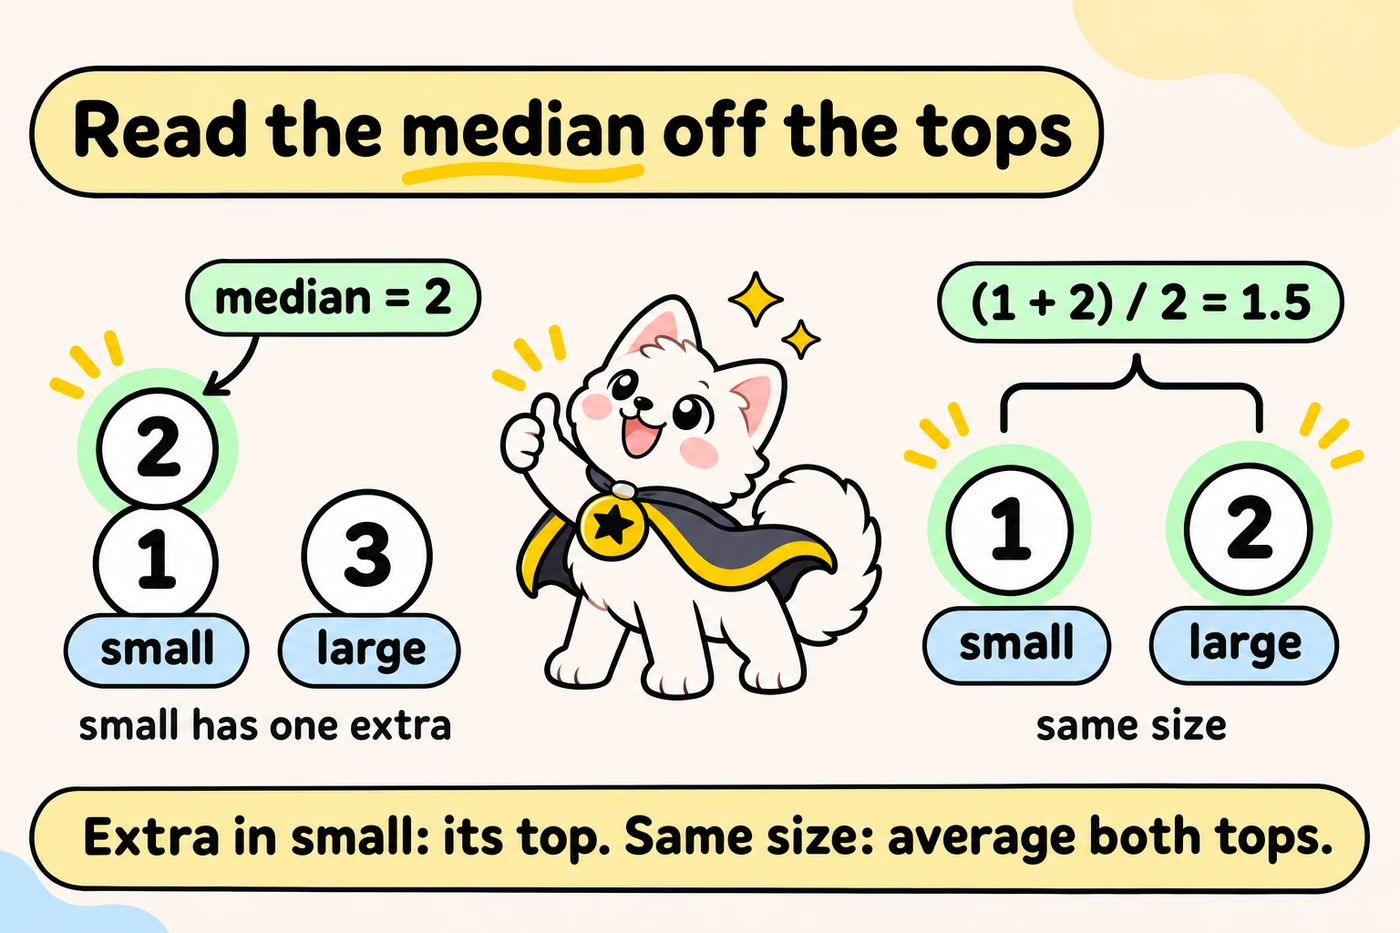 Read the median off the tops
median = 2
2
1
3
small
large
small has one extra
(1 + 2) / 2 = 1.5
1
2
small
large
same size
Extra in small: its top. Same size: average both tops.